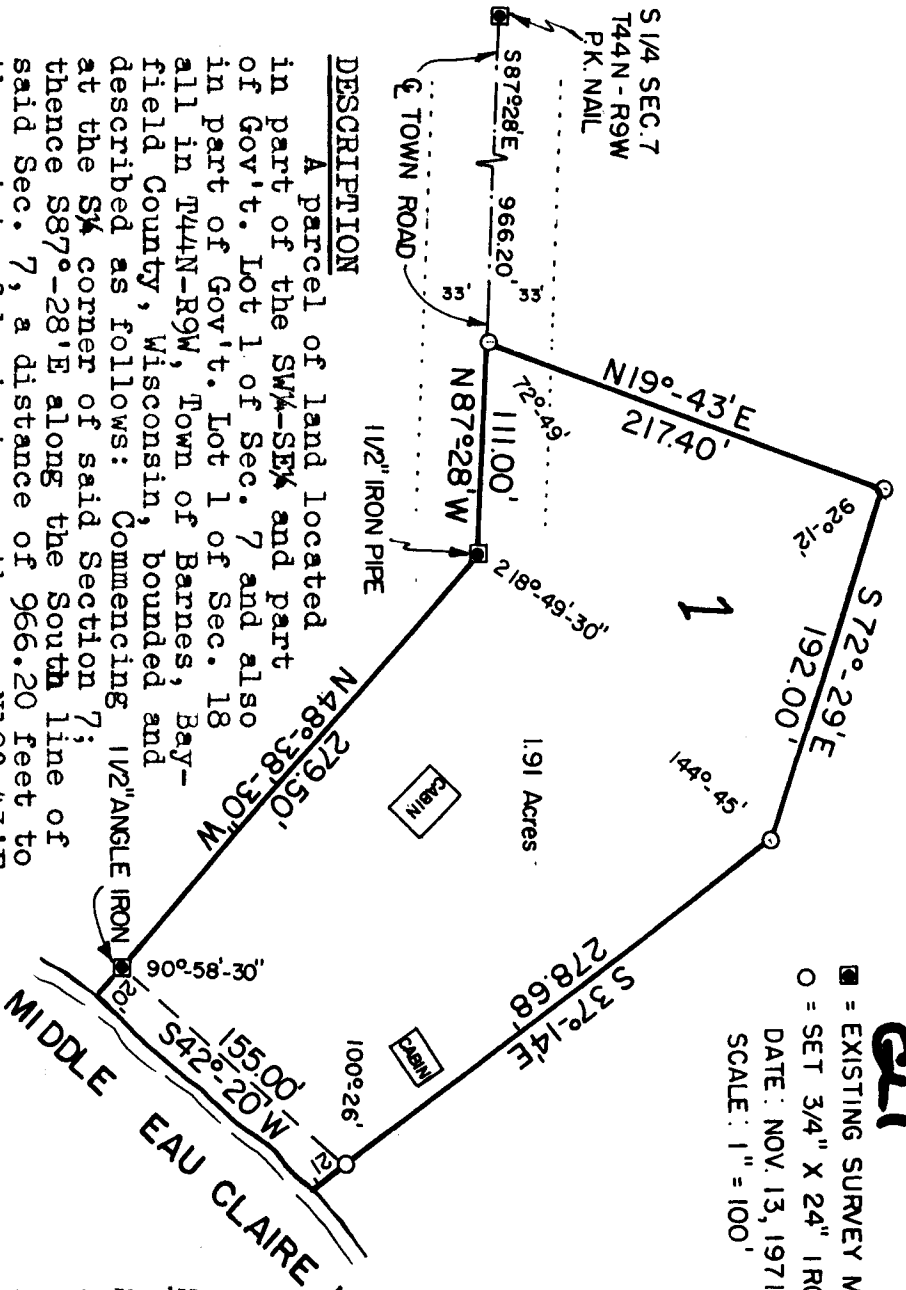 S 1/4 SEC. 7
T44N - R9W
P.K. NAIL
S87°-28'E 966.20'
℄ TOWN ROAD
33' 33'
N19°-43'E
217.40'
72°-49'
92°-12'
S72°-29'E
192.00'
111.00'
N87°-28'W
1 1/2" IRON PIPE
218°-49'-30"
1
144°-45'
1.91 Acres
CABIN
N48°-38'-30"W
279.50'
S37°-14'E
278.68'
CABIN
1 1/2" ANGLE IRON
90°-58'-30"
20'
155.00'
S42°-20'W
100°26'
21'
MIDDLE EAU CLAIRE
GL1
= EXISTING SURVEY M
O = SET 3/4" X 24" IRO
DATE: NOV. 13, 1971
SCALE: 1" = 100'
DESCRIPTION
A parcel of land located
in part of the SW¼-SE¼ and part
of Gov't. Lot 1 of Sec. 7 and also
in part of Gov't. Lot 1 of Sec. 18
all in T44N-R9W, Town of Barnes, Bay-
field County, Wisconsin, bounded and
described as follows: Commencing
at the S¼ corner of said Section 7;
thence S87°-28'E along the South line of
said Sec. 7, a distance of 966.20 feet to